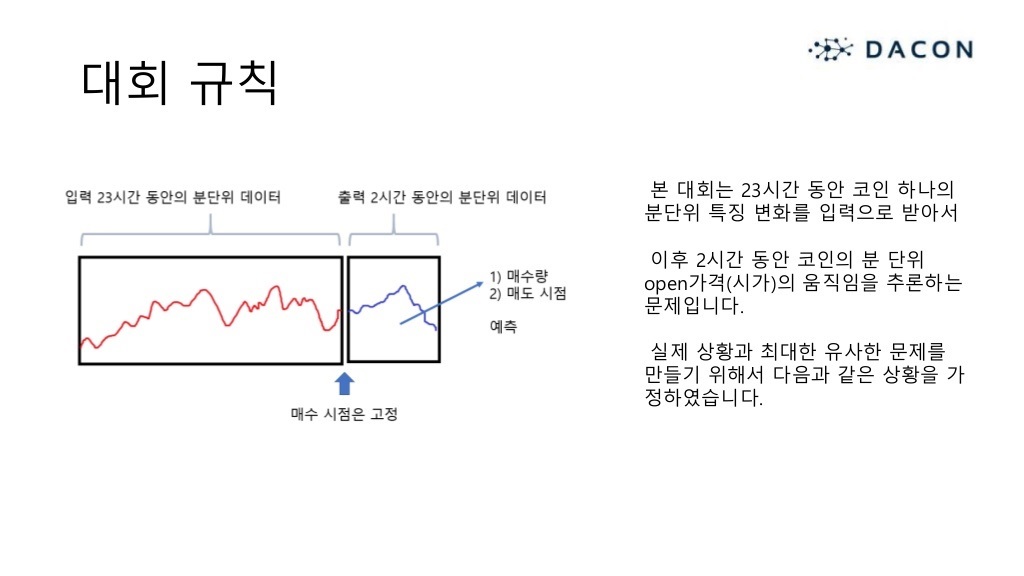 DACON
대회 규칙
입력 23시간 동안의 분단위 데이터
출력 2시간 동안의 분단위 데이터
1) 매수량
2) 매도 시점
예측
매수 시점은 고정
본 대회는 23시간 동안 코인 하나의
분단위 특징 변화를 입력으로 받아서
이후 2시간 동안 코인의 분 단위
open가격(시가)의 움직임을 추론하는
문제입니다.
실제 상황과 최대한 유사한 문제를
만들기 위해서 다음과 같은 상황을 가
정하였습니다.